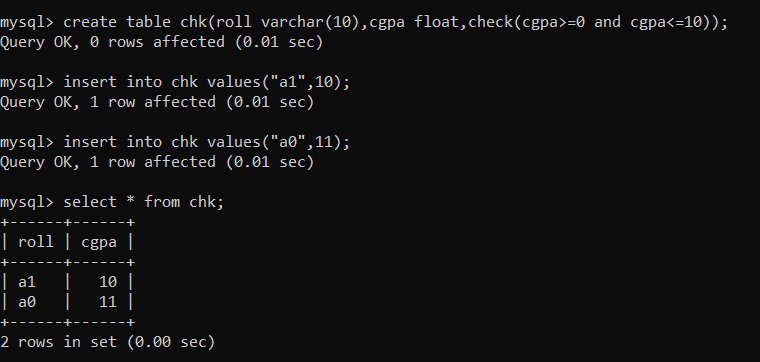 mysql> create table chk(roll varchar(10),cgpa float,check(cgpa>=0 and cgpa<=10));
Query OK, 0 rows affected (0.01 sec)
mysql> insert into chk values("a1",10);
Query OK, 1 row affected (0.01 sec)
mysql> insert into chk values("a0",11);
Query OK, 1 row affected (0.01 sec)
mysql> select * from chk;
+------+------+
| roll | cgpa |
+------+------+
| a1   |   10 |
| a0   |   11 |
+------+------+
2 rows in set (0.00 sec)